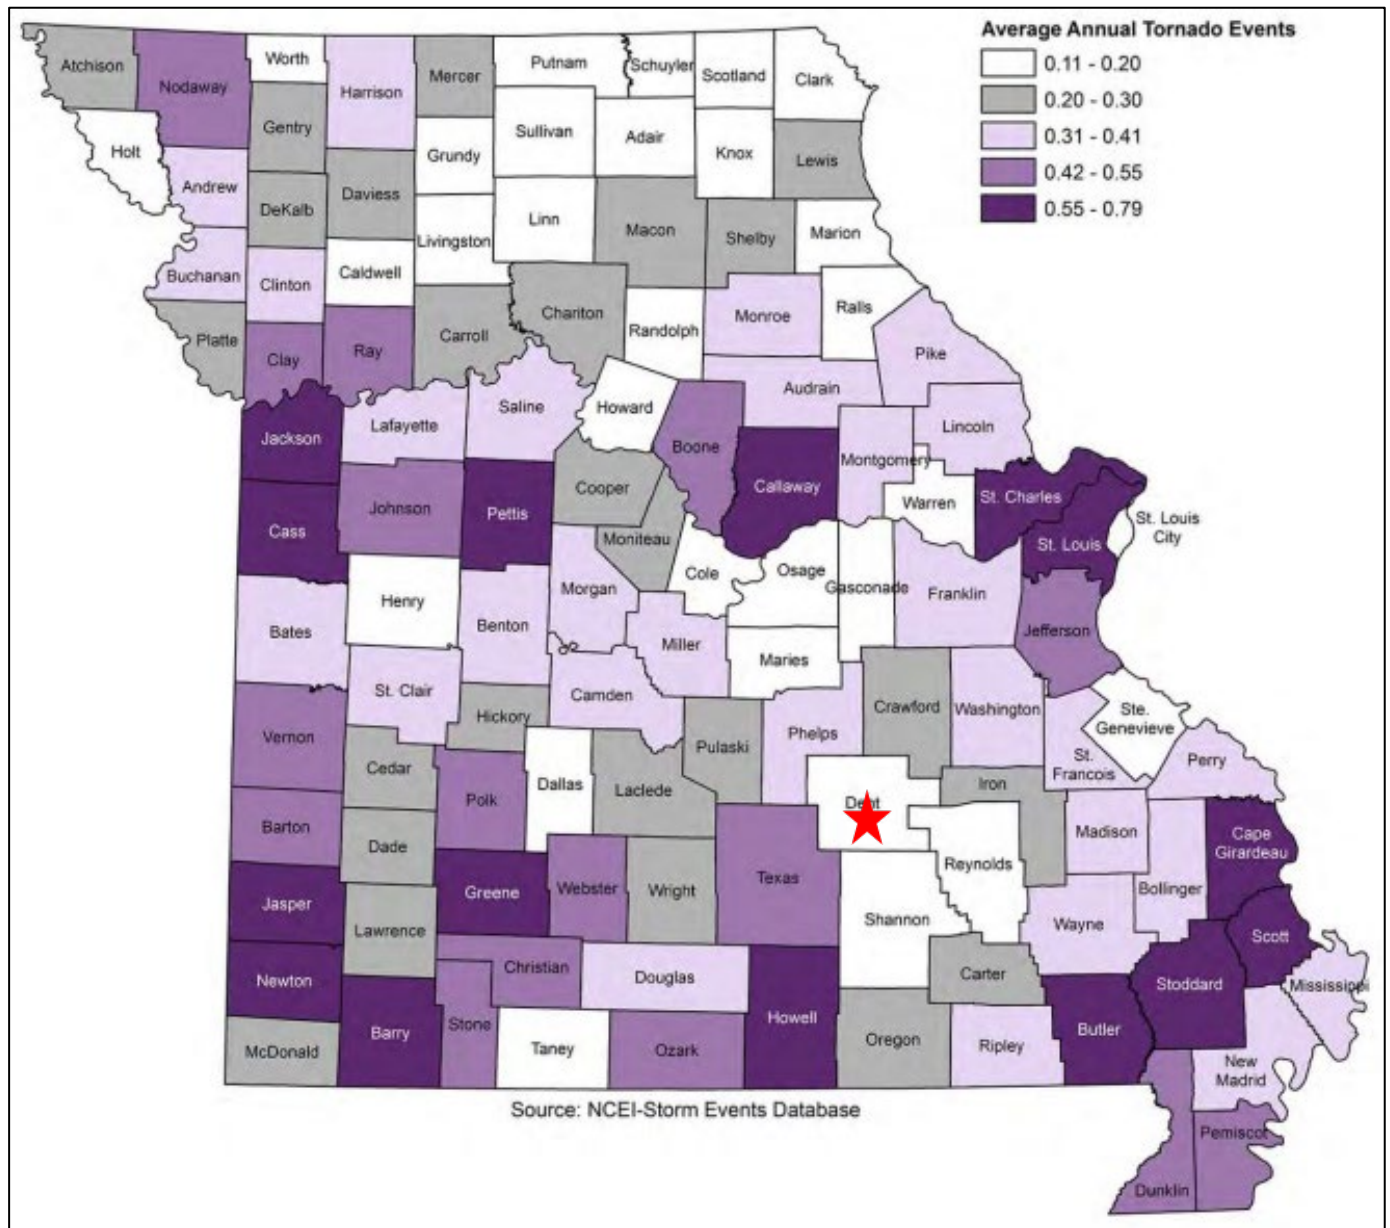 Average Annual Tornado Events
0.11 - 0.20
0.20 - 0.30
0.31 - 0.41
0.42 - 0.55
0.55 - 0.79
Atchison
Nodaway
Worth
Harrison
Mercer
Putnam
Schuyler
Scotland
Clark
Holt
Gentry
Grundy
Sullivan
Adair
Knox
Lewis
Andrew
DeKalb
Daviess
Livingston
Linn
Macon
Shelby
Marion
Buchanan
Clinton
Caldwell
Platte
Clay
Ray
Carroll
Chariton
Randolph
Monroe
Ralls
Pike
Audrain
Jackson
Lafayette
Saline
Howard
Boone
Callaway
Montgomery
Lincoln
Warren
St. Charles
St. Louis
St. Louis
City
Cass
Johnson
Pettis
Cooper
Moniteau
Cole
Osage
Gasconade
Franklin
Jefferson
Bates
Henry
Benton
Morgan
Miller
Maries
St. Clair
Hickory
Camden
Pulaski
Phelps
Crawford
Washington
Ste.
Genevieve
St.
Francois
Perry
Vernon
Cedar
Polk
Dallas
Laclede
Dent
Iron
Barton
Dade
Madison
Cape
Girardeau
Jasper
Greene
Webster
Wright
Texas
Reynolds
Bollinger
Lawrence
Shannon
Wayne
Scott
Newton
Christian
Douglas
Carter
Stoddard
Mississippi
McDonald
Barry
Stone
Taney
Ozark
Howell
Oregon
Ripley
Butler
New
Madrid
Pemiscot
Dunklin
Source: NCEI-Storm Events Database